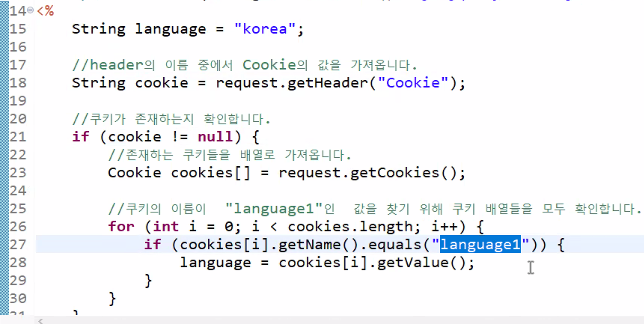 14 <%
15 String language = "korea";
16
17 //header의 이름 중에서 Cookie의 값을 가져옵니다.
18 String cookie = request.getHeader("Cookie");
19
20 //쿠키가 존재하는지 확인합니다.
21 if (cookie != null) {
22 //존재하는 쿠키들을 배열로 가져옵니다.
23 Cookie cookies[] = request.getCookies();
24
25 //쿠키의 이름이 "language1"인 값을 찾기 위해 쿠키 배열들을 모두 확인합니다.
26 for (int i = 0; i < cookies.length; i++) {
27 if (cookies[i].getName().equals("language1")) {
28 language = cookies[i].getValue();
29 }
30 }
31 }